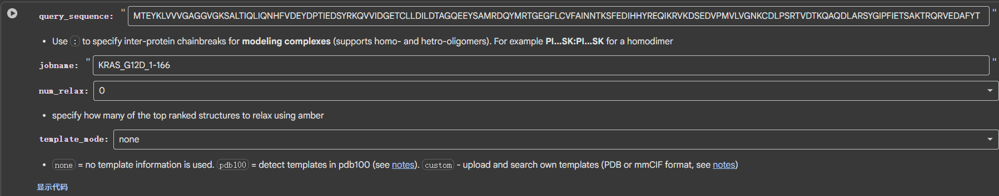 query_sequence: "MTEYKLVVVGAGGVGKSALTIQLIQNHFVDEYDPTIEDSYRKQVVIDGETCLLDILDTAGQEEYSAMRDQYMRTGEGFLCVFAINNTKSFEDIHHYREQIKRVKDSEDVPMVLVGNKCDLPSRTVDTKQAQDLARSYGIPFIETSAKTRQRVEDAFYT"
• Use : to specify inter-protein chainbreaks for modeling complexes (supports homo- and hetro-oligomers). For example PI...SK:PI...SK for a homodimer
jobname: "KRAS_G12D_1-166"
num_relax: 0
• specify how many of the top ranked structures to relax using amber
template_mode: none
• none = no template information is used. pdb100 = detect templates in pdb100 (see notes). custom - upload and search own templates (PDB or mmCIF format, see notes)
显示代码